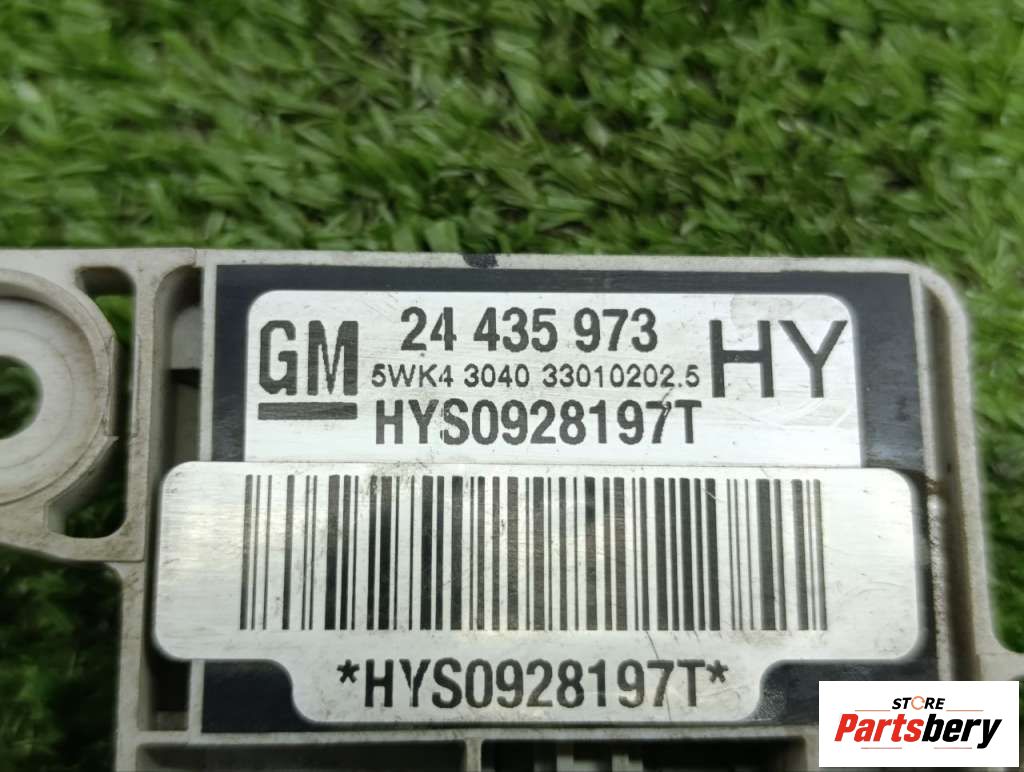 GM
24 435 973
HY
5WK4 3040 33010202.5
HYS0928197T
*HYS0928197T*
STORE
Partsbery